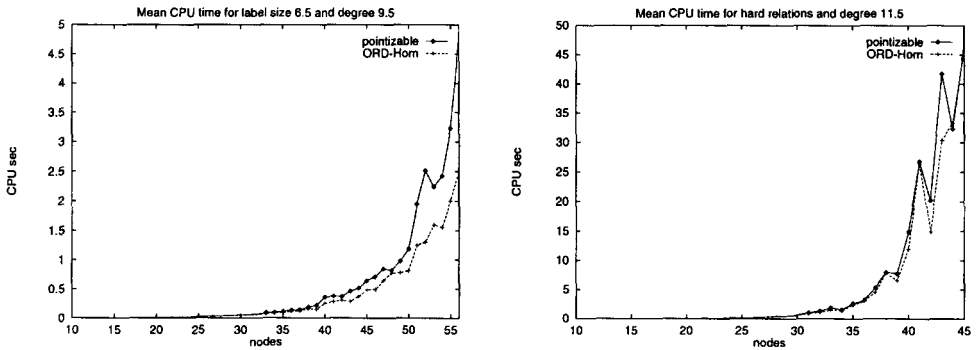 Mean CPU time for label size 6.5 and degree 9.5
5
4.5
4
3.5
3
2.5
2
1.5
1
0.5
0
CPU sec
pointizable
ORD-Horn
10 15 20 25 30 35 40 45 50 55
nodes
Mean CPU time for hard relations and degree 11.5
50
45
40
35
30
25
20
15
10
5
0
CPU sec
pointizable
ORD-Horn
10 15 20 25 30 35 40 45
nodes